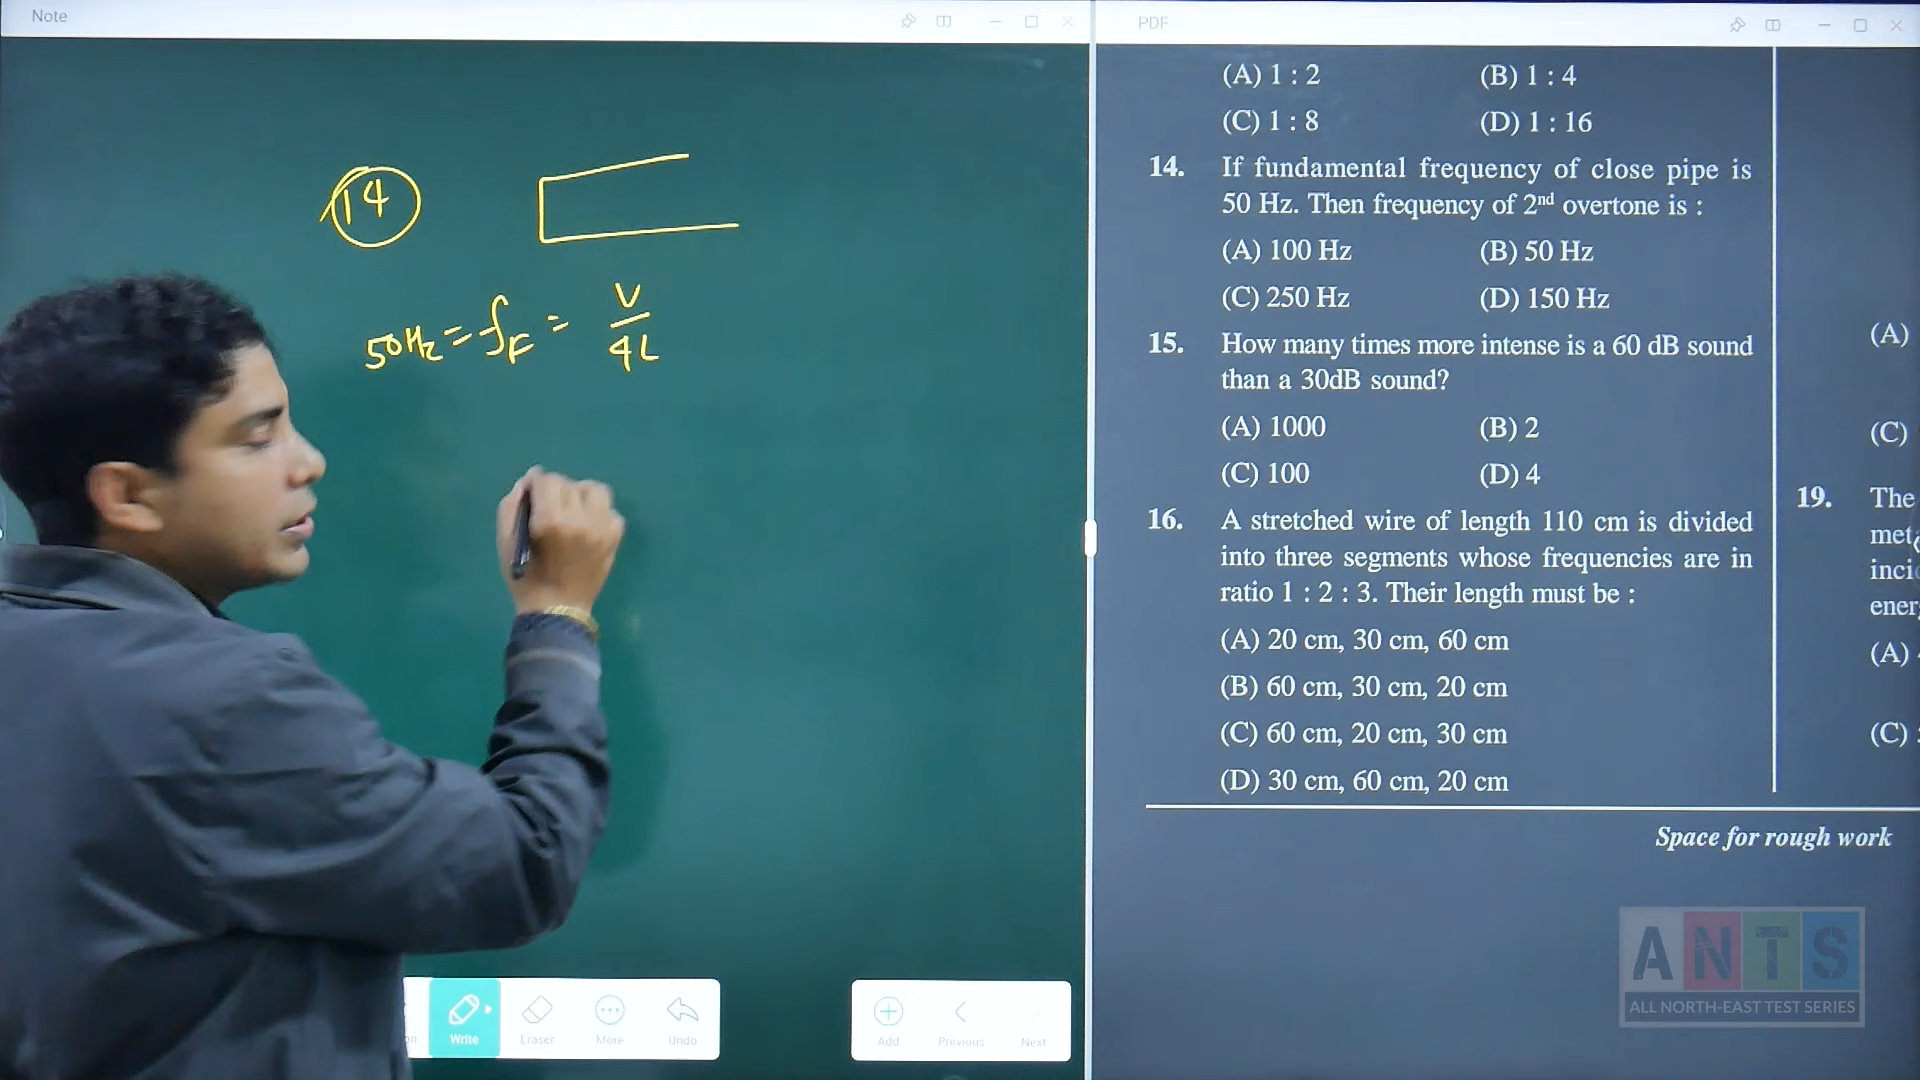 Note
PDF
14
50Hz = fF = V
4L
Write
Eraser
More
Undo
Add
Previous
Next
(A) 1 : 2 (B) 1 : 4
(C) 1 : 8 (D) 1 : 16
14. If fundamental frequency of close pipe is
50 Hz. Then frequency of 2nd overtone is :
(A) 100 Hz (B) 50 Hz
(C) 250 Hz (D) 150 Hz
15. How many times more intense is a 60 dB sound
than a 30dB sound?
(A) 1000 (B) 2
(C) 100 (D) 4
16. A stretched wire of length 110 cm is divided
into three segments whose frequencies are in
ratio 1 : 2 : 3. Their length must be :
(A) 20 cm, 30 cm, 60 cm
(B) 60 cm, 30 cm, 20 cm
(C) 60 cm, 20 cm, 30 cm
(D) 30 cm, 60 cm, 20 cm
(A)
(C)
19. The
(A)
(C)
Space for rough work
ANTS
ALL NORTH-EAST TEST SERIES